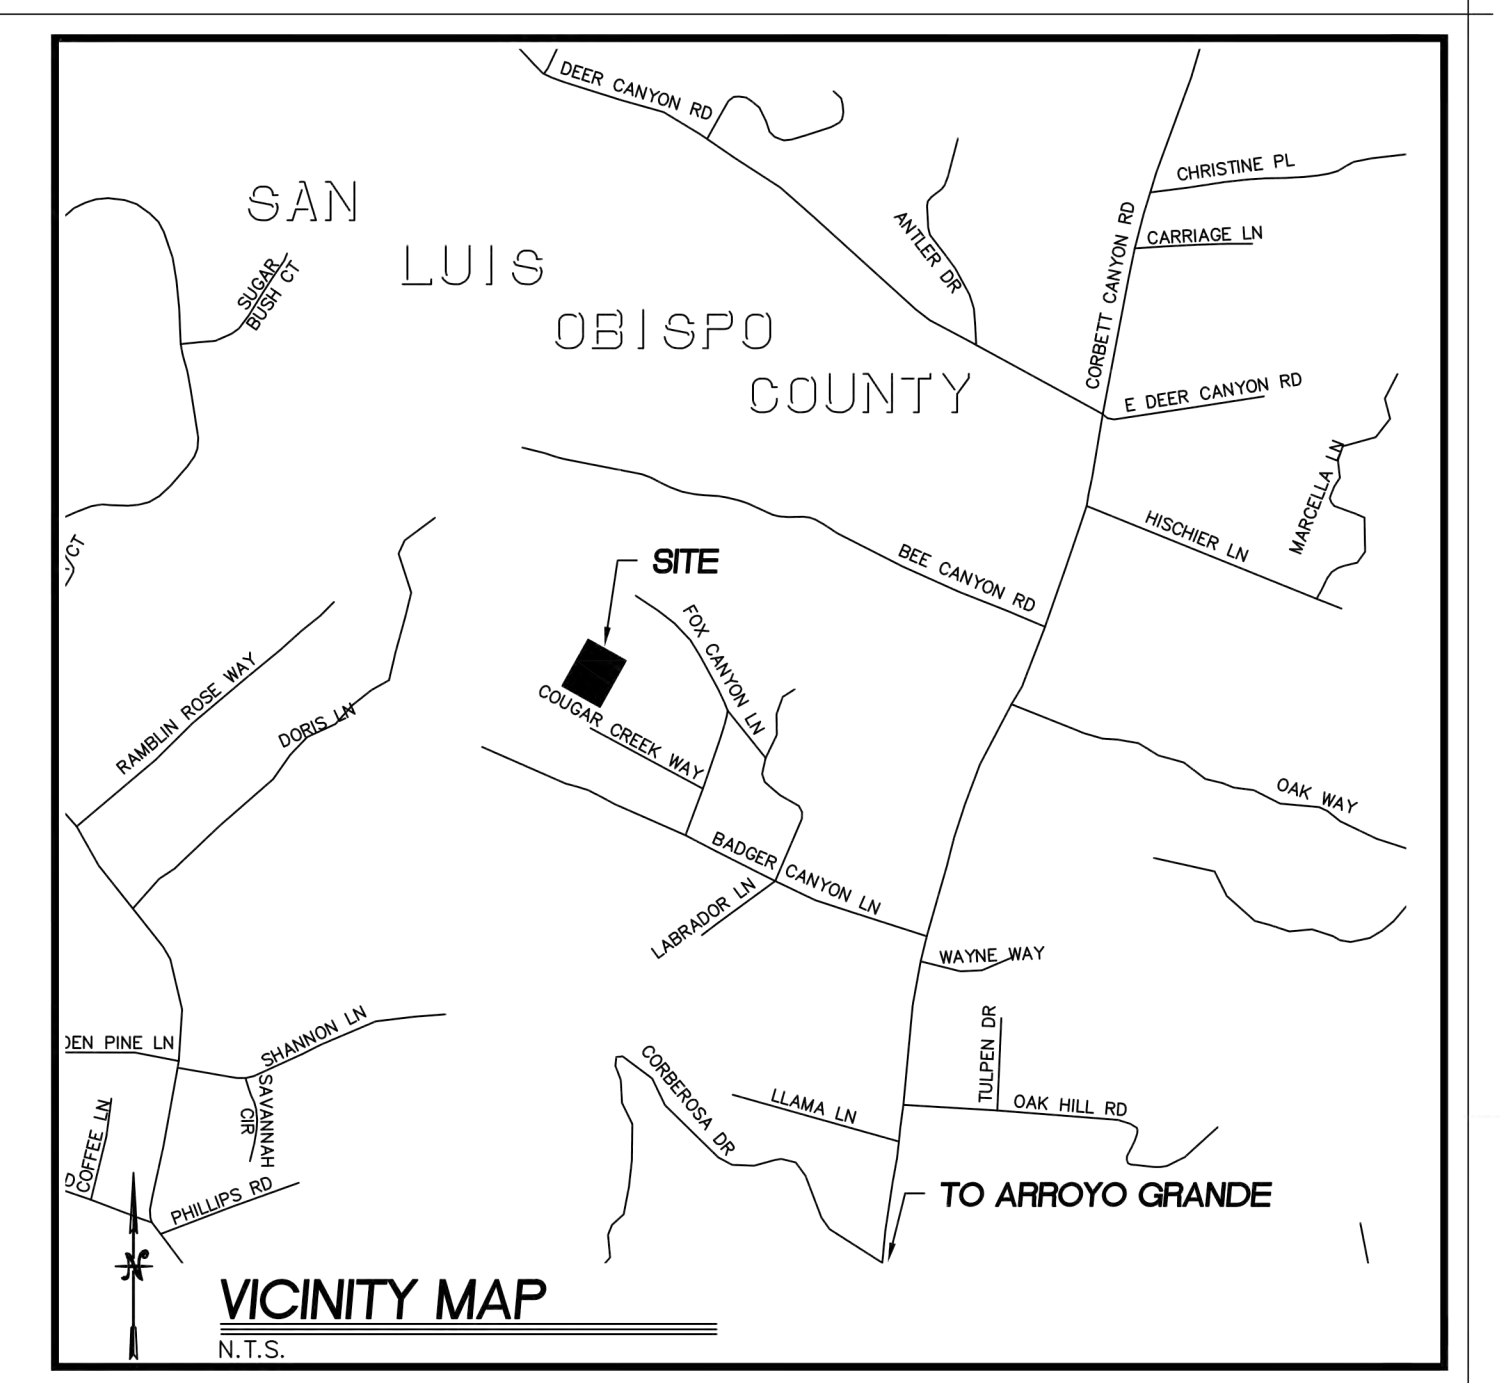 DEER CANYON RD
CHRISTINE PL
SAN
ANTLER DR
CORBETT CANYON RD
CARRIAGE LN
LUIS
SUGAR
BUSH CT
OBISPO
COUNTY
E DEER CANYON RD
MARCELLA LN
HISCHIER LN
CT
SITE
BEE CANYON RD
FOX CANYON LN
RAMBLIN ROSE WAY
DORIS LN
COUGAR CREEK WAY
OAK WAY
BADGER CANYON LN
LABRADOR LN
WAYNE WAY
DEN PINE LN
SHANNON LN
TULPEN DR
SAVANNAH
CIR
CORBEROSA DR
LLAMA LN
OAK HILL RD
COFFEE LN
D
PHILLIPS RD
TO ARROYO GRANDE
N
VICINITY MAP
N.T.S.